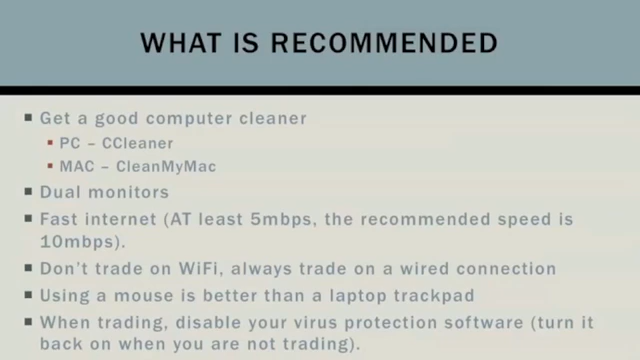 WHAT IS RECOMMENDED
Get a good computer cleaner
PC – CCleaner
MAC – CleanMyMac
Dual monitors
Fast internet (AT least 5mbps, the recommended speed is
10mbps).
Don't trade on WiFi, always trade on a wired connection
Using a mouse is better than a laptop trackpad
When trading, disable your virus protection software (turn it
back on when you are not trading).